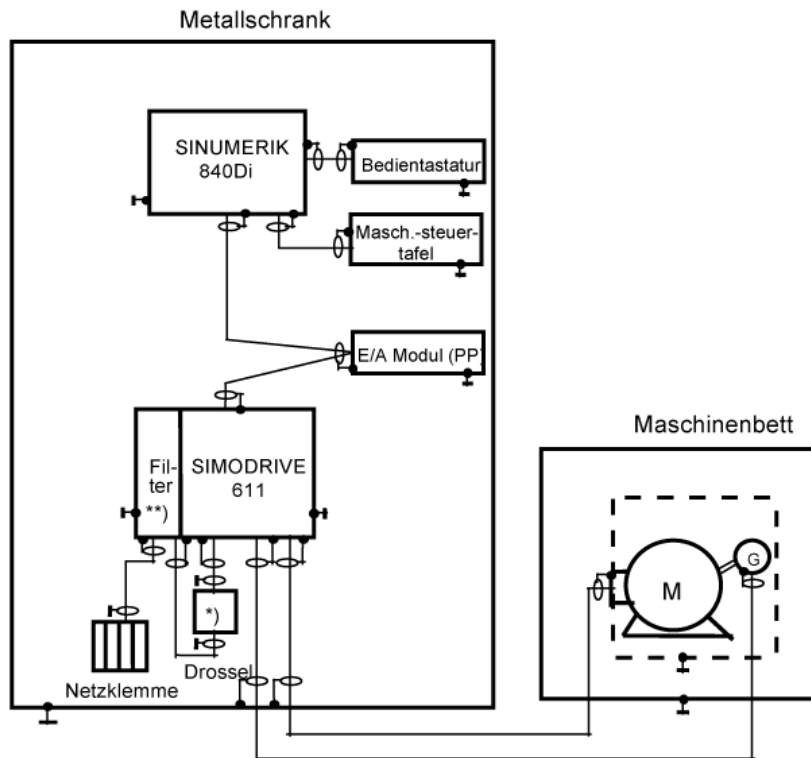 Metallschrank
SINUMERIK
840Di
Bedientastatur
Masch.-steuer-
tafel
E/A Modul (PP)
Fil-
ter
**)
SIMODRIVE
611
*)
Drossel
Netzklemme
Maschinenbett
M
G